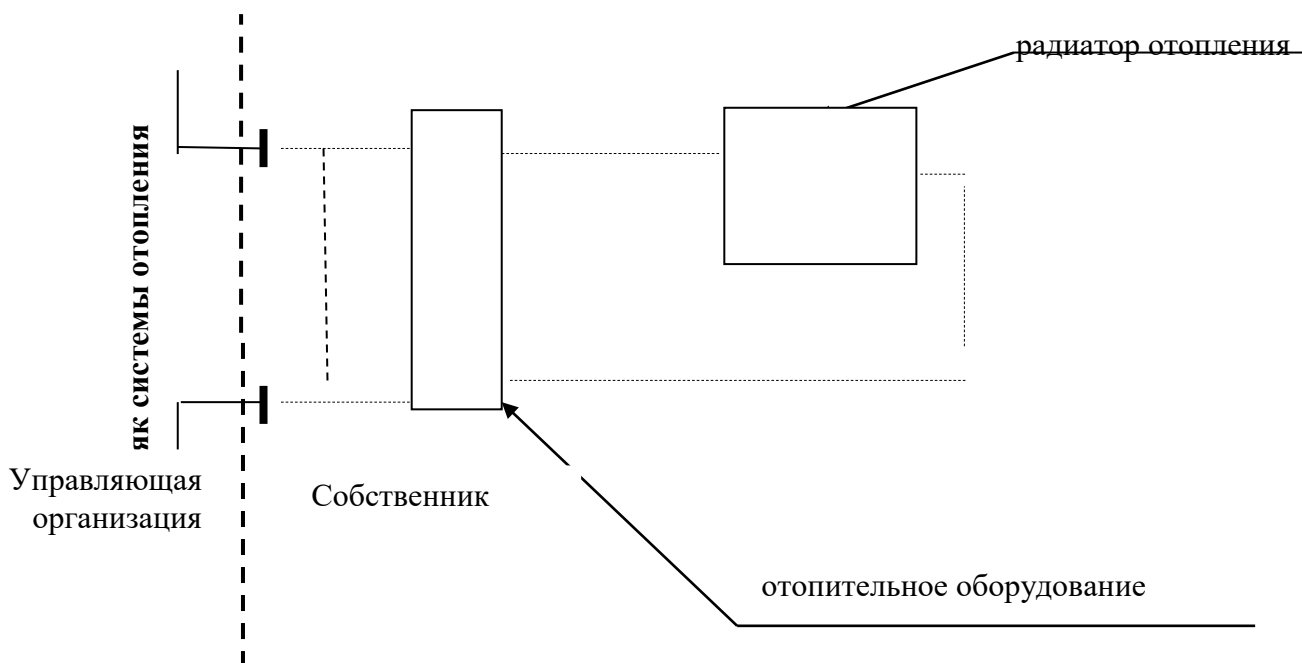 радиатор отопления
як системы отопления
Управляющая
организация
Собственник
отопительное оборудование